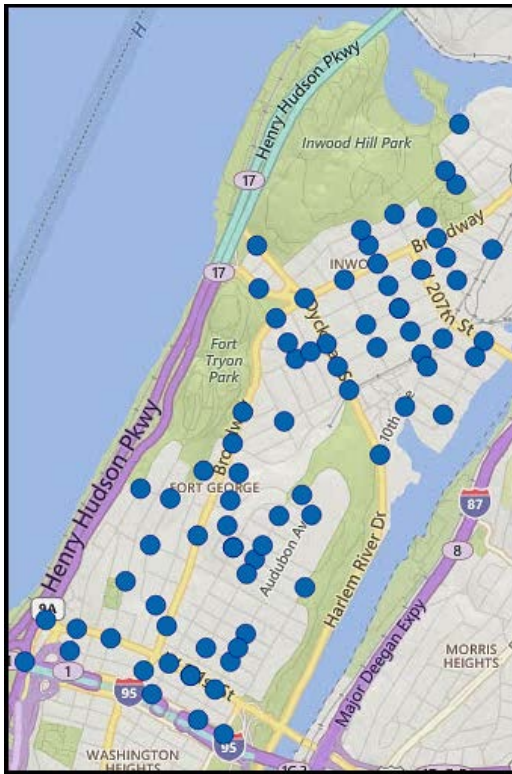 H
Henry Hudson Pkwy
Inwood Hill Park
17
Broadway
17
INWO
207th St
Fort
Tryon
Park
10th
Broadway
FORT GEORGE
Henry Hudson Pkwy
87
8
Audubon Av
Harlem River Dr
9A
Major Deegan Expy
MORRIS
HEIGHTS
1
95
St
95
WASHINGTON
HEIGHTS